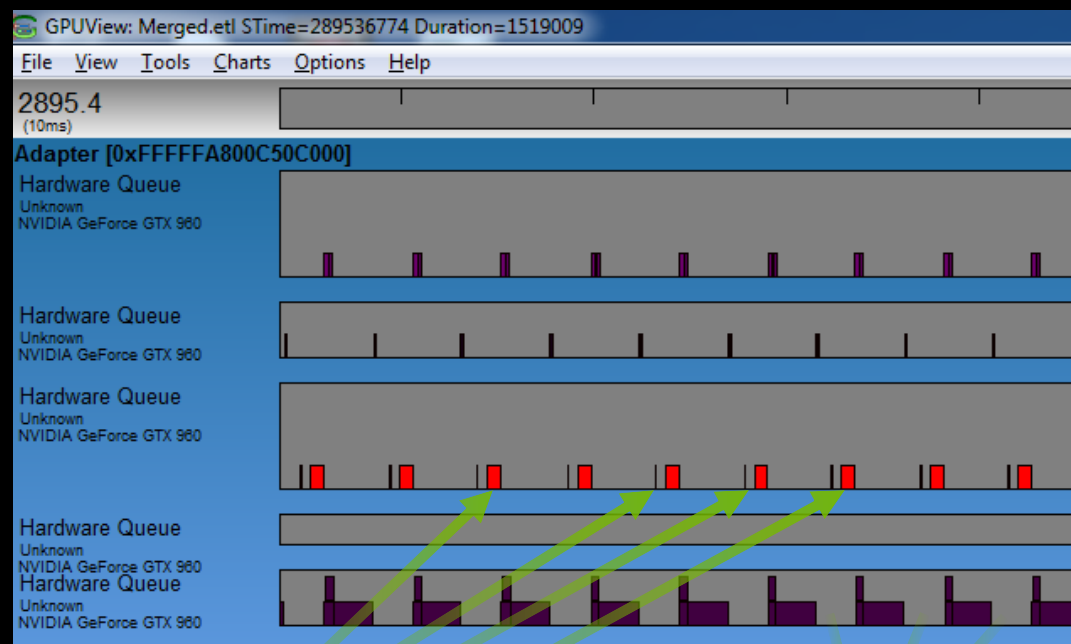 GPUView: Merged.etl STime=289536774 Duration=1519009
File View Tools Charts Options Help
2895.4
(10ms)
Adapter [0xFFFFFA800C50C000]
Hardware Queue
Unknown
NVIDIA GeForce GTX 960
Hardware Queue
Unknown
NVIDIA GeForce GTX 960
Hardware Queue
Unknown
NVIDIA GeForce GTX 960
Hardware Queue
Unknown
NVIDIA GeForce GTX 960
Hardware Queue
Unknown
NVIDIA GeForce GTX 960